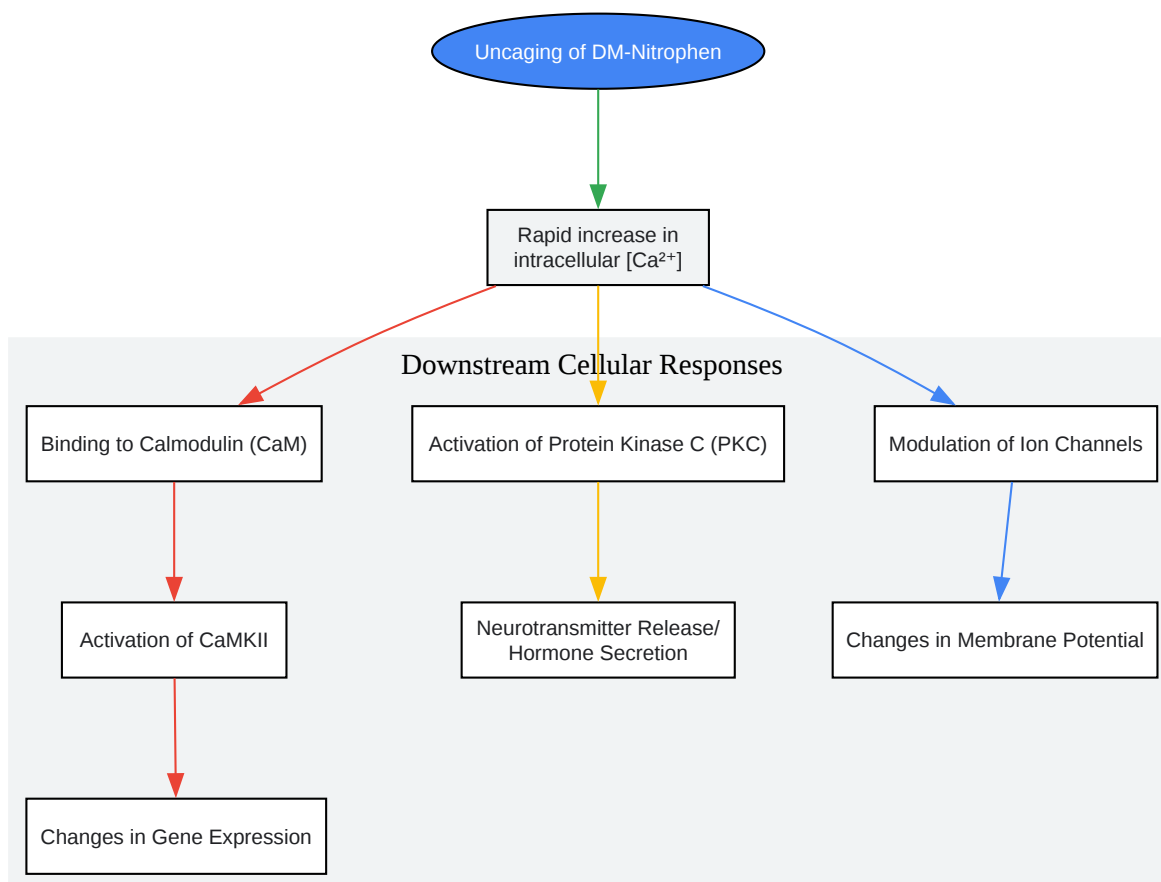 Uncaging of DM-Nitrophen
Rapid increase in
intracellular [Ca²⁺]
Downstream Cellular Responses
Binding to Calmodulin (CaM)
Activation of Protein Kinase C (PKC)
Modulation of Ion Channels
Activation of CaMKII
Neurotransmitter Release/
Hormone Secretion
Changes in Membrane Potential
Changes in Gene Expression